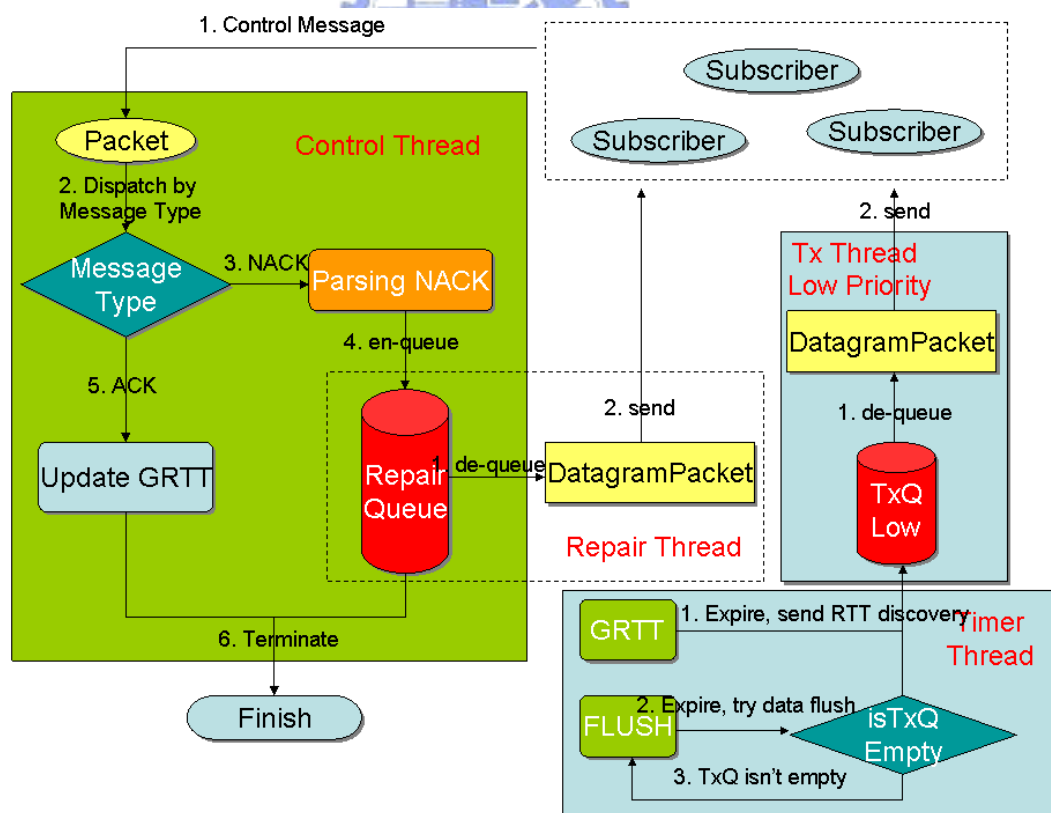 1. Control Message
Subscriber
Subscriber
Subscriber
Packet
Control Thread
2. Dispatch by
Message Type
Message
Type
3. NACK
Parsing NACK
4. en-queue
5. ACK
Update GRTT
Repair
Queue
1. de-queue
DatagramPacket
2. send
Repair Thread
6. Terminate
Finish
2. send
Tx Thread
Low Priority
DatagramPacket
1. de-queue
TxQ
Low
GRTT
1. Expire, send RTT discovery
Timer
Thread
FLUSH
2. Expire, try data flush
isTxQ
Empty
3. TxQ isn't empty